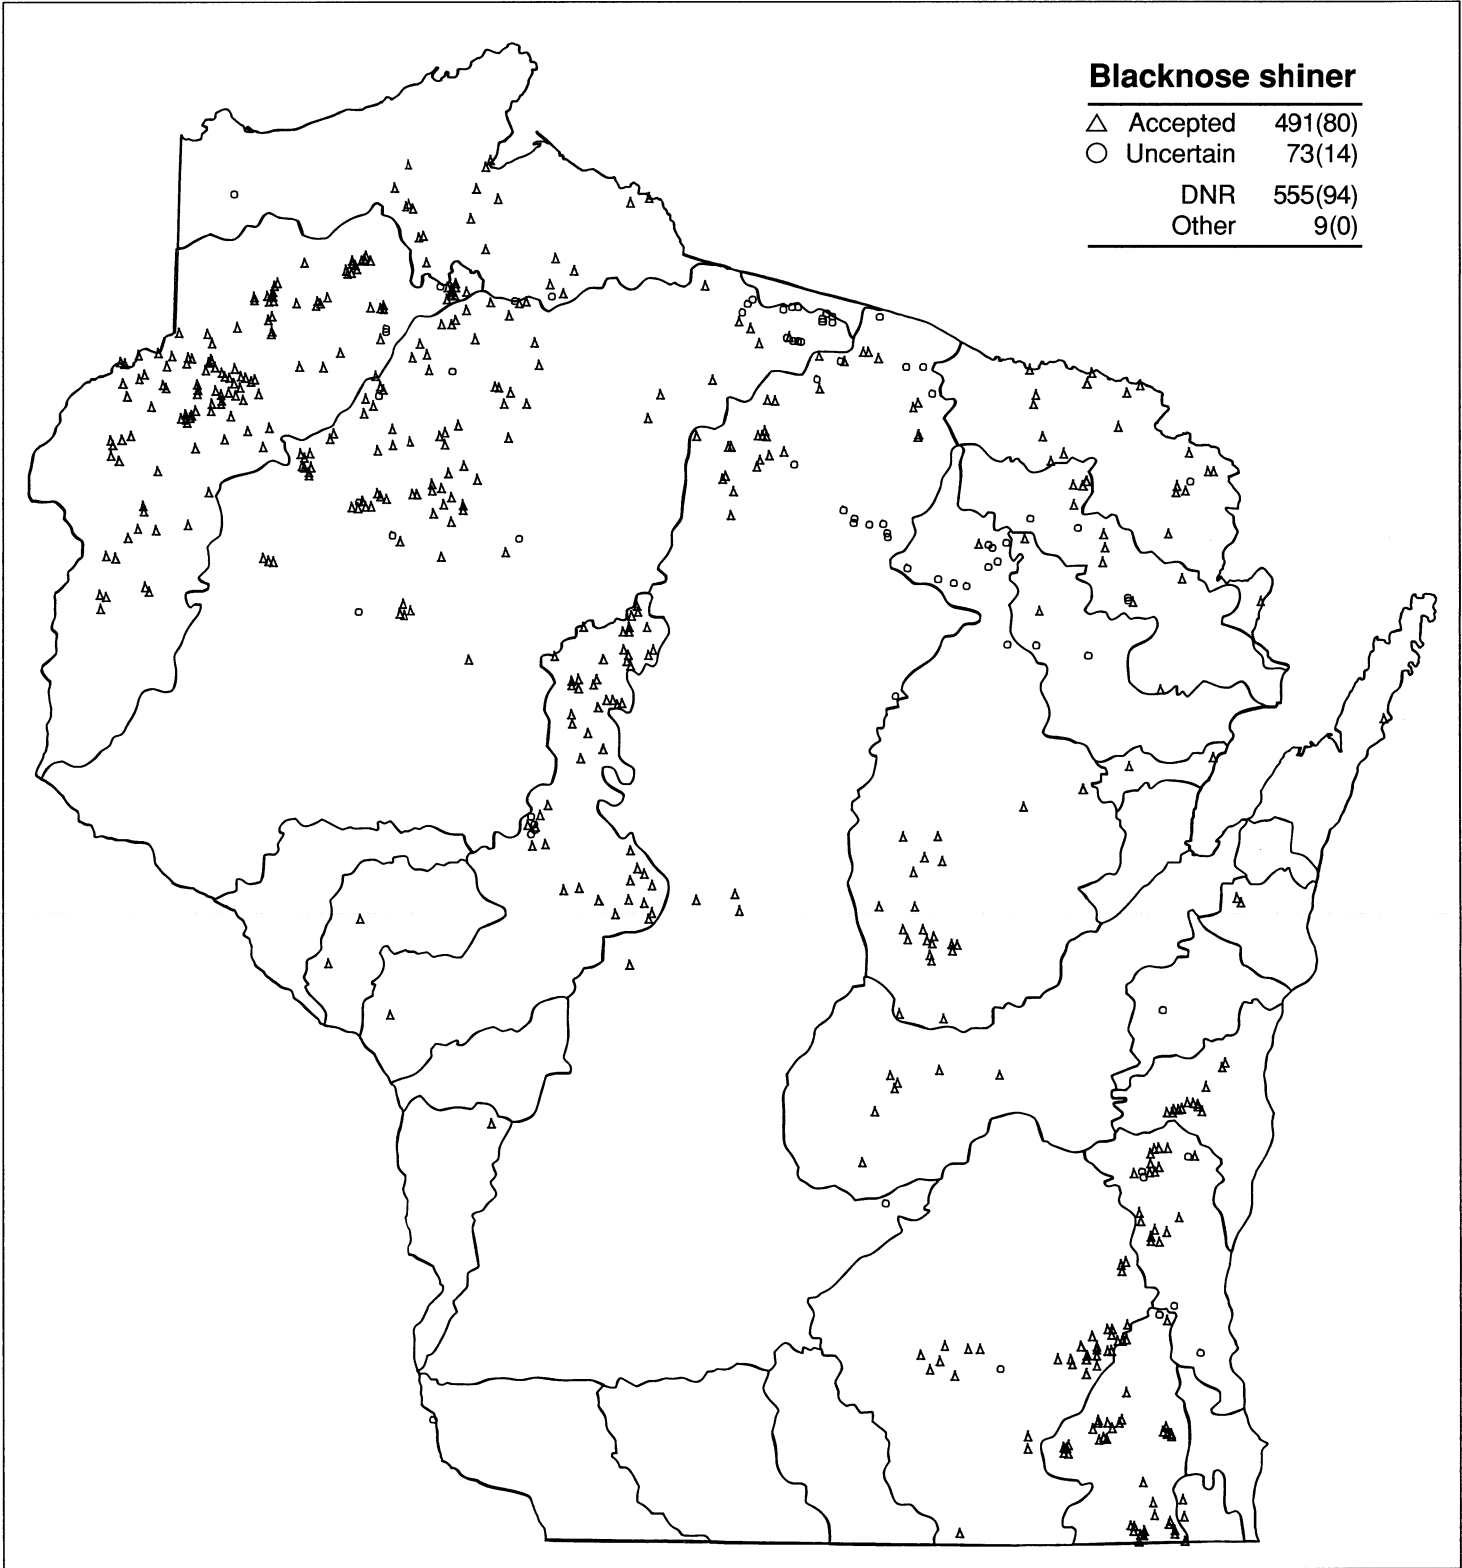 Blacknose shiner
△ Accepted 491(80)
○ Uncertain 73(14)
DNR 555(94)
Other 9(0)